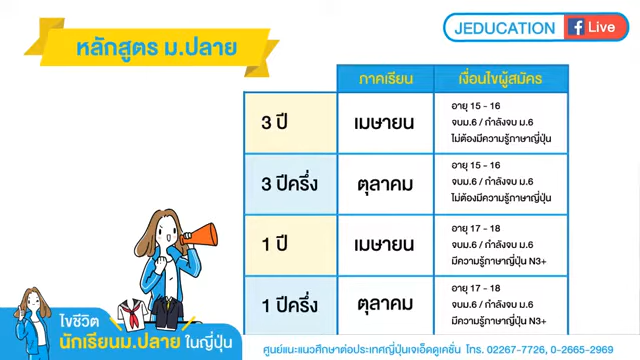 หลักสูตร ม.ปลาย
JEDUCATION f Live
ภาคเรียน เงื่อนไขผู้สมัคร
3 ปี เมษายน
อายุ 15 - 16
จบม.6 / กำลังจบ ม.6
ไม่ต้องมีความรู้ภาษาญี่ปุ่น
3 ปีครึ่ง ตุลาคม
อายุ 15 - 16
จบม.6 / กำลังจบ ม.6
ไม่ต้องมีความรู้ภาษาญี่ปุ่น
1 ปี เมษายน
อายุ 17 - 18
จบม.6 / กำลังจบ ม.6
มีความรู้ภาษาญี่ปุ่น N3+
1 ปีครึ่ง ตุลาคม
อายุ 17 - 18
จบม.6 / กำลังจบ ม.6
มีความรู้ภาษาญี่ปุ่น N3+
ไขชีวิต
นักเรียนม.ปลาย ในญี่ปุ่น
ศูนย์แนะแนวศึกษาต่อประเทศญี่ปุ่นเจเอ็ดดูเคชั่น โทร. 02267-7726, 0-2665-2969